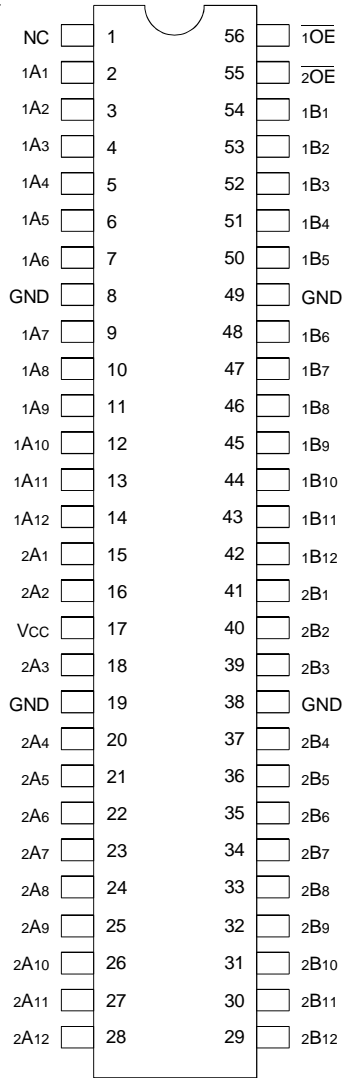 NC 1 56 1OE
1A1 2 55 2OE
1A2 3 54 1B1
1A3 4 53 1B2
1A4 5 52 1B3
1A5 6 51 1B4
1A6 7 50 1B5
GND 8 49 GND
1A7 9 48 1B6
1A8 10 47 1B7
1A9 11 46 1B8
1A10 12 45 1B9
1A11 13 44 1B10
1A12 14 43 1B11
2A1 15 42 1B12
2A2 16 41 2B1
VCC 17 40 2B2
2A3 18 39 2B3
GND 19 38 GND
2A4 20 37 2B4
2A5 21 36 2B5
2A6 22 35 2B6
2A7 23 34 2B7
2A8 24 33 2B8
2A9 25 32 2B9
2A10 26 31 2B10
2A11 27 30 2B11
2A12 28 29 2B12